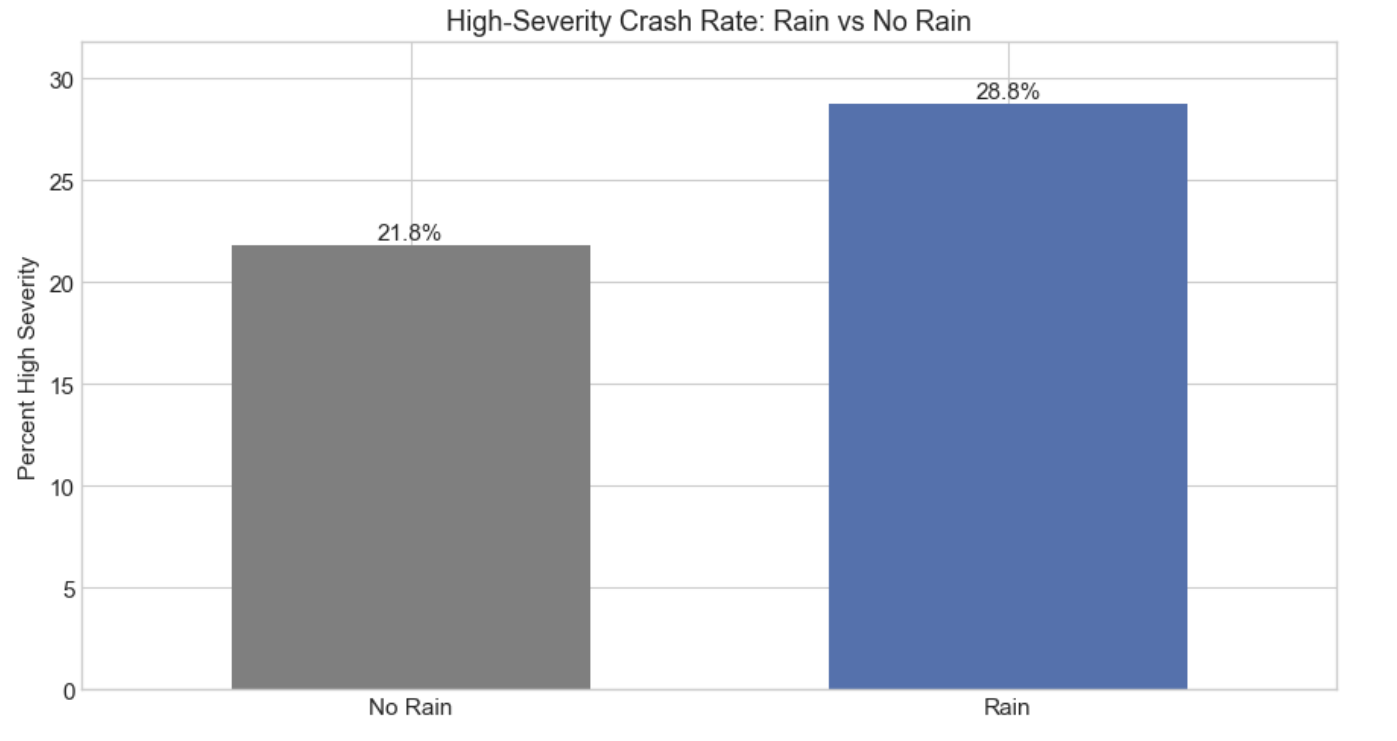 High-Severity Crash Rate: Rain vs No Rain
Percent High Severity
30
25
20
15
10
5
0
21.8%
28.8%
No Rain
Rain